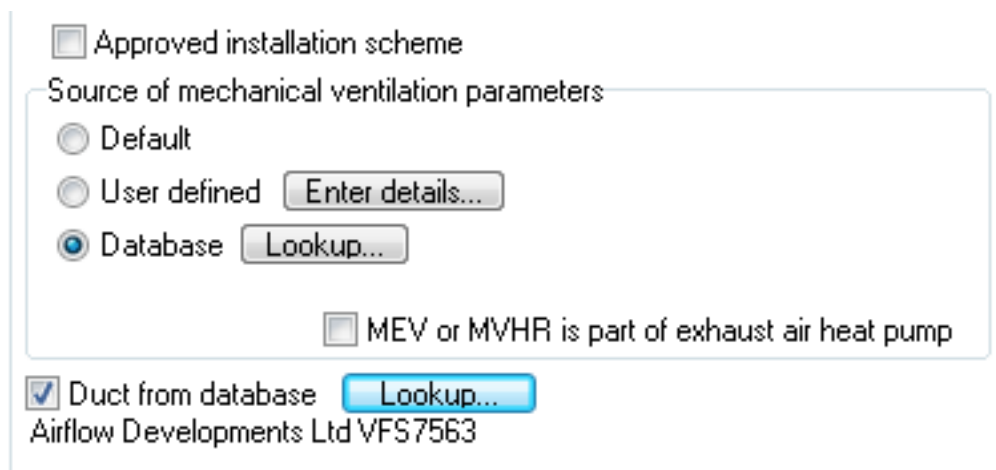 Approved installation scheme
Source of mechanical ventilation parameters
Default
User defined Enter details...
Database Lookup...
MEV or MVHR is part of exhaust air heat pump
Duct from database Lookup...
Airflow Developments Ltd VFS7563